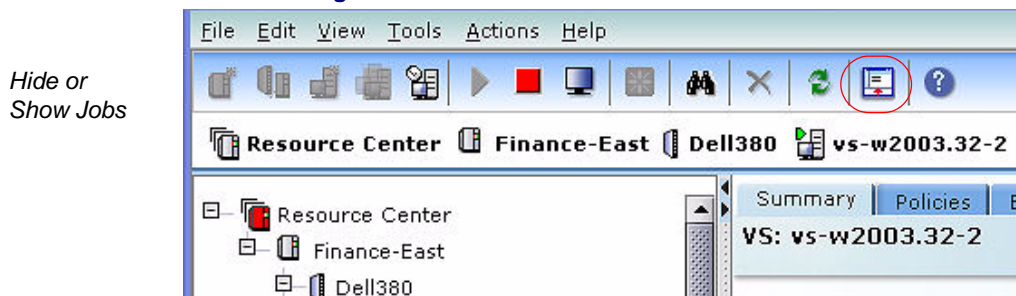 File Edit View Tools Actions Help
Hide or
Show Jobs
?
Resource Center Finance-East Dell380 vs-w2003.32-2
Resource Center
Summary Policies
Finance-East
VS: vs-w2003.32-2
Dell380